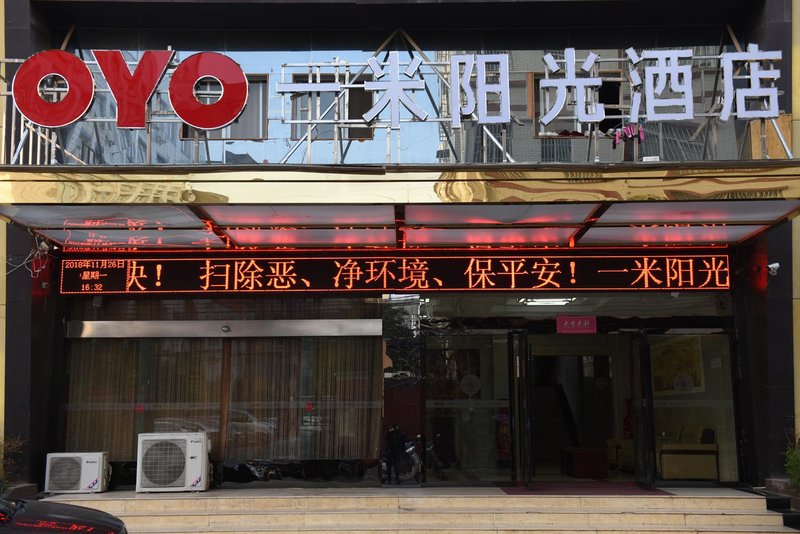 OYO 一米阳光酒店
2018年11月26日
星期一
16:32
决！ 扫除恶、净环境、保平安！一米阳光